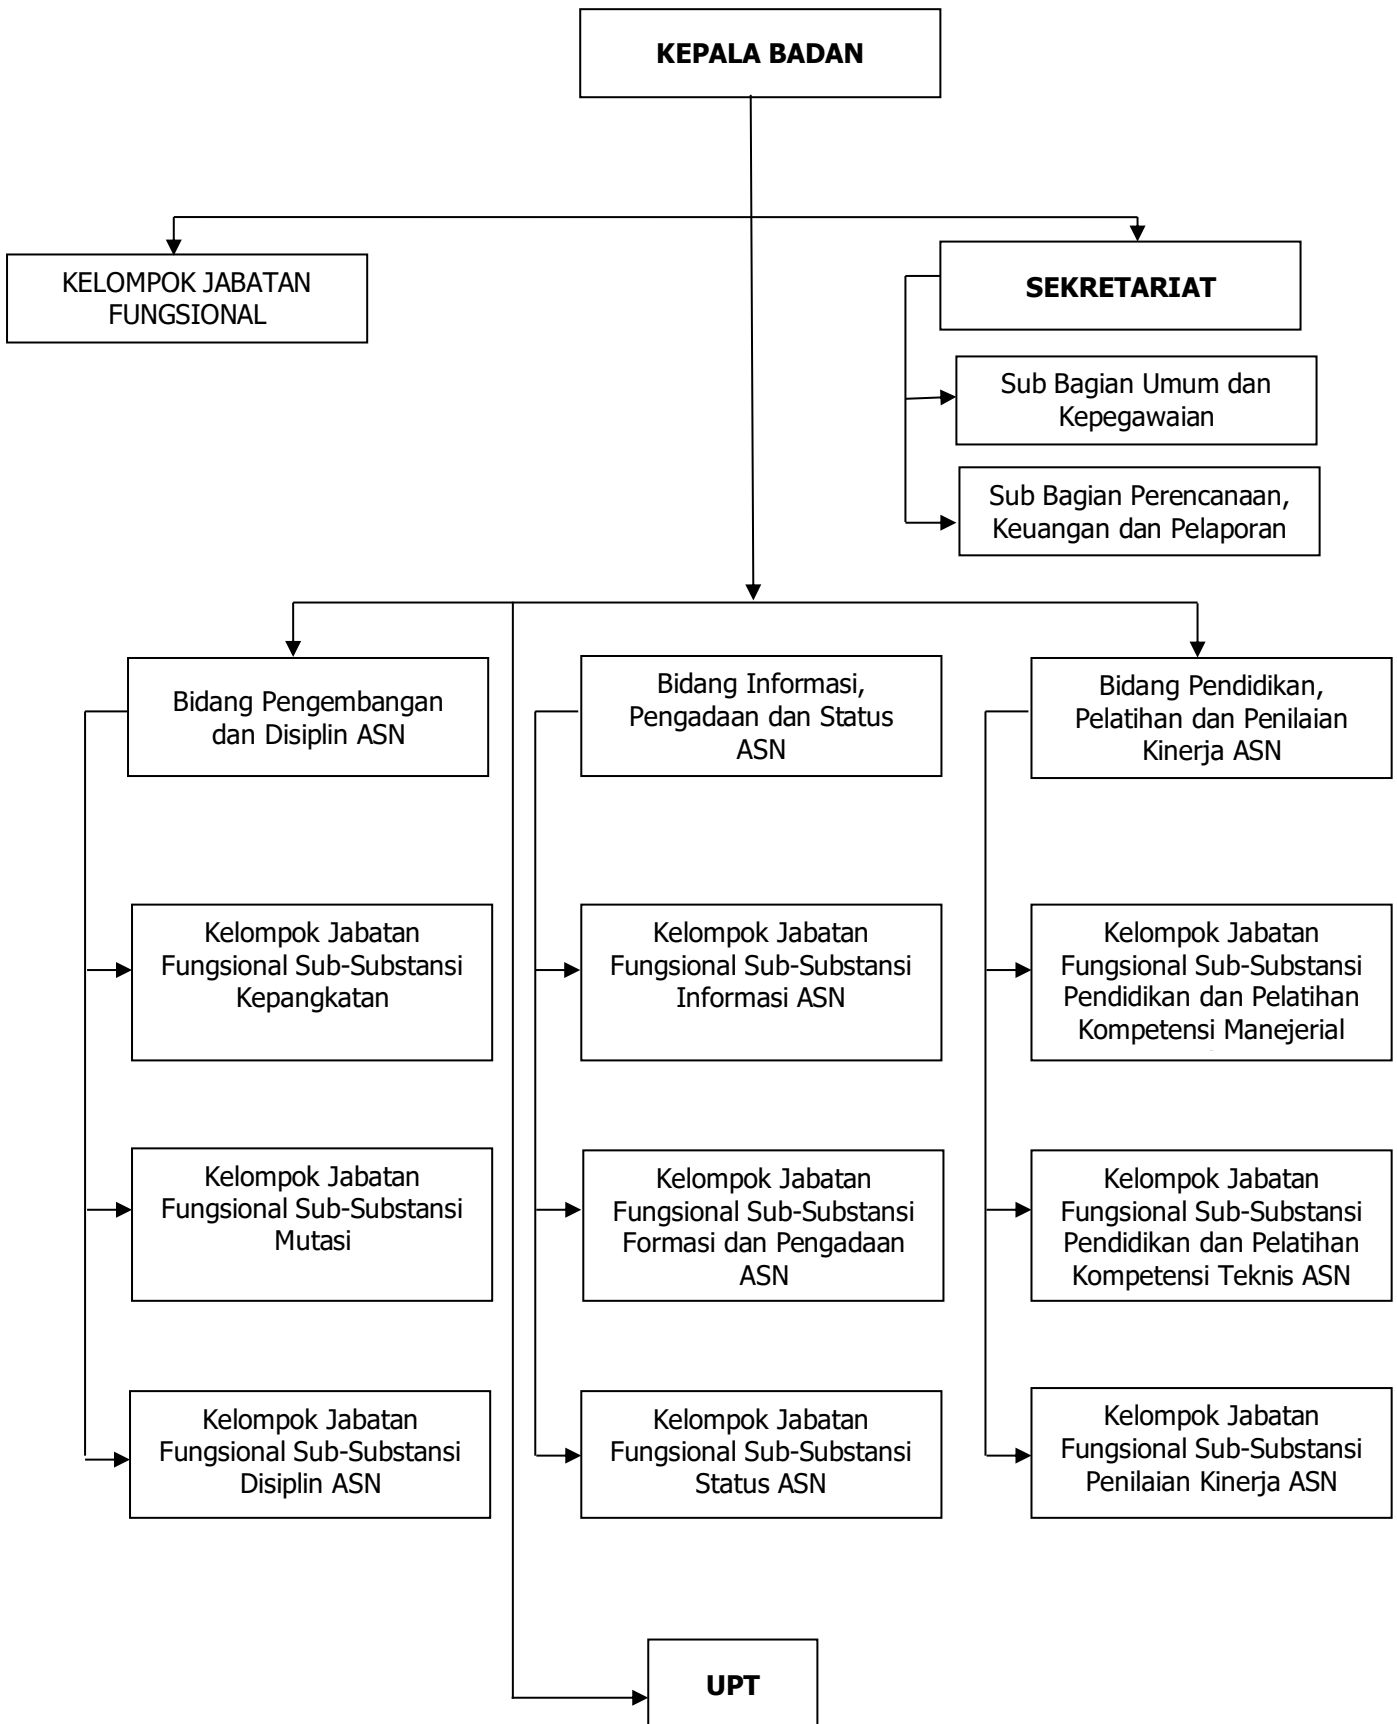 KEPALA BADAN
KELOMPOK JABATAN
FUNGSIONAL
SEKRETARIAT
Sub Bagian Umum dan
Kepegawaian
Sub Bagian Perencanaan,
Keuangan dan Pelaporan
Bidang Pengembangan
dan Disiplin ASN
Bidang Informasi,
Pengadaan dan Status
ASN
Bidang Pendidikan,
Pelatihan dan Penilaian
Kinerja ASN
Kelompok Jabatan
Fungsional Sub-Substansi
Kepangkatan
Kelompok Jabatan
Fungsional Sub-Substansi
Informasi ASN
Kelompok Jabatan
Fungsional Sub-Substansi
Pendidikan dan Pelatihan
Kompetensi Manejerial
Kelompok Jabatan
Fungsional Sub-Substansi
Mutasi
Kelompok Jabatan
Fungsional Sub-Substansi
Formasi dan Pengadaan
ASN
Kelompok Jabatan
Fungsional Sub-Substansi
Pendidikan dan Pelatihan
Kompetensi Teknis ASN
Kelompok Jabatan
Fungsional Sub-Substansi
Disiplin ASN
Kelompok Jabatan
Fungsional Sub-Substansi
Status ASN
Kelompok Jabatan
Fungsional Sub-Substansi
Penilaian Kinerja ASN
UPT